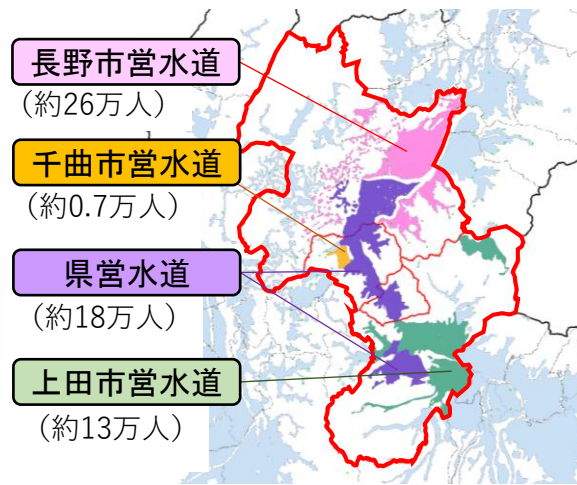 長野市営水道
（約26万人）
千曲市営水道
（約0.7万人）
県営水道
（約18万人）
上田市営水道
（約13万人）